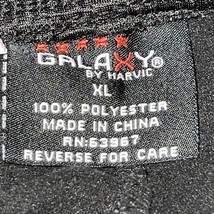 GALAXY
BY HARVIC
XL
100% POLYESTER
MADE IN CHINA
RN:63967
REVERSE FOR CARE